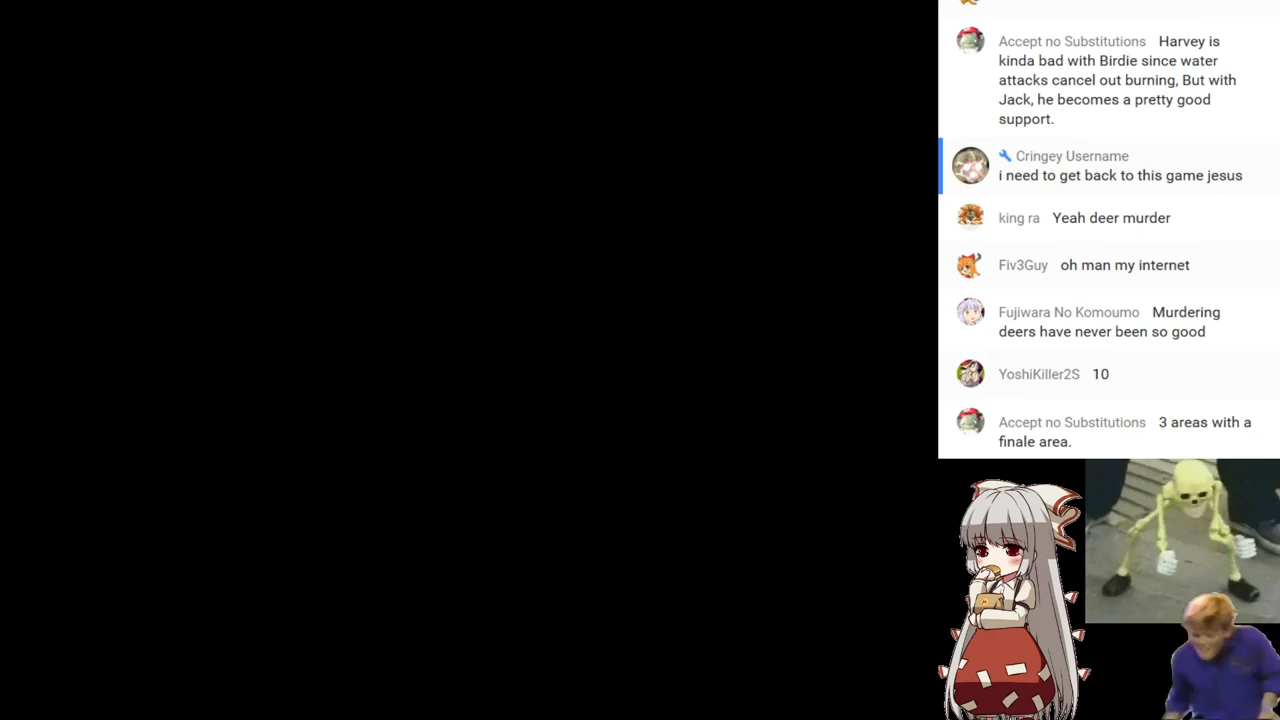 Accept no Substitutions Harvey is
kinda bad with Birdie since water
attacks cancel out burning, But with
Jack, he becomes a pretty good
support.
Cringey Username
i need to get back to this game jesus
king ra Yeah deer murder
Fiv3Guy oh man my internet
Fujiwara No Komoumo Murdering
deers have never been so good
YoshiKiller2S 10
Accept no Substitutions 3 areas with a
finale area.